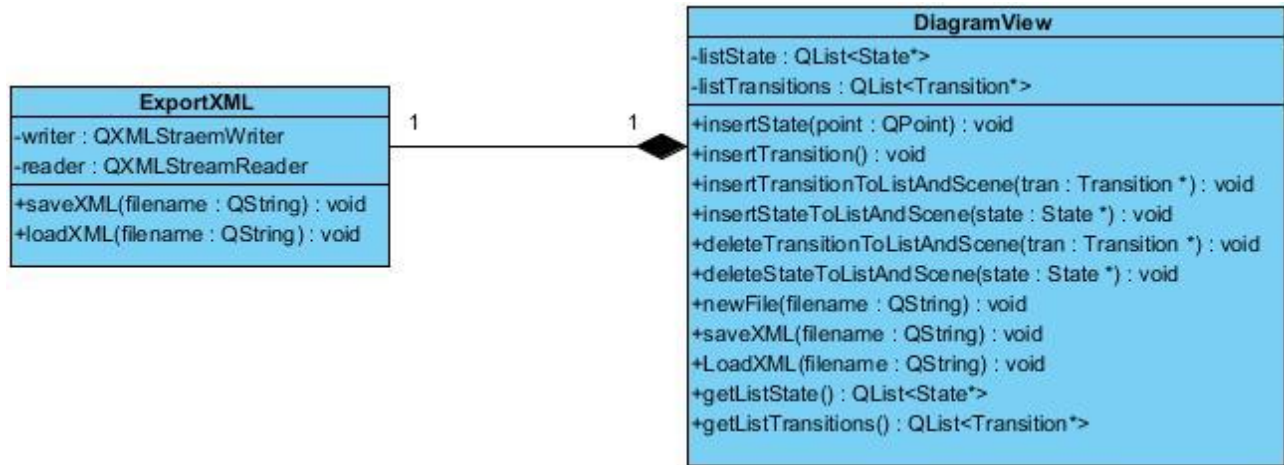 ExportXML
-writer : QXMLStraemWriter
-reader : QXMLStreamReader
+saveXML(filename : QString) : void
+loadXML(filename : QString) : void
1
1
DiagramView
-listState : QList<State*>
-listTransitions : QList<Transition*>
+insertState(point : QPoint) : void
+insertTransition() : void
+insertTransitionToListAndScene(tran : Transition *) : void
+insertStateToListAndScene(state : State *) : void
+deleteTransitionToListAndScene(tran : Transition *) : void
+deleteStateToListAndScene(state : State *) : void
+newFile(filename : QString) : void
+saveXML(filename : QString) : void
+LoadXML(filename : QString) : void
+getListState() : QList<State*>
+getListTransitions() : QList<Transition*>